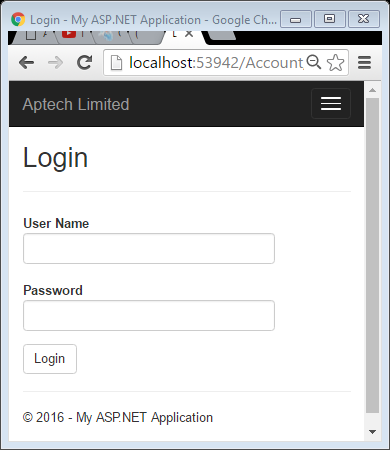 Login - My ASP.NET Application - Google Ch...
localhost:53942/Account
Aptech Limited
Login
User Name
Password
Login
© 2016 - My ASP.NET Application